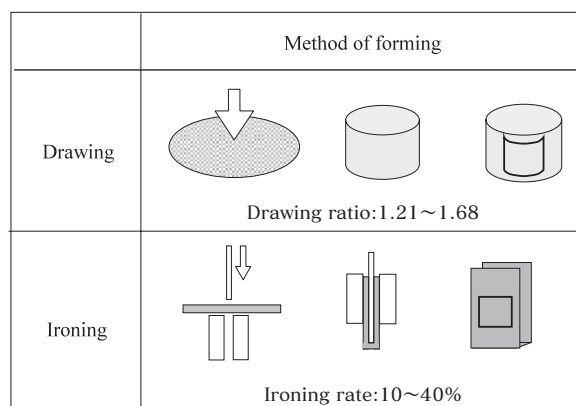 Method of forming
Drawing
Drawing ratio:1.21～1.68
Ironing
Ironing rate:10～40%